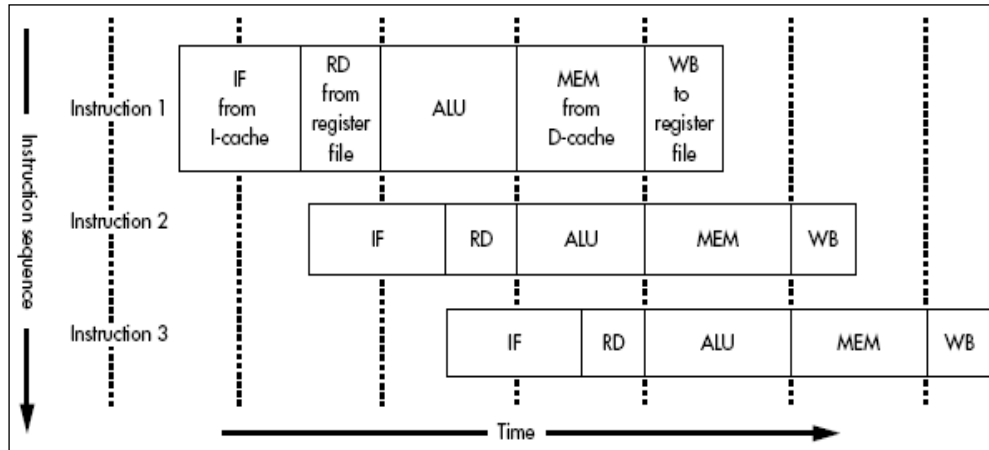 Instruction sequence
Instruction 1
IF
from
I-cache
RD
from
register
file
ALU
MEM
from
D-cache
WB
to
register
file
Instruction 2
IF
RD
ALU
MEM
WB
Instruction 3
IF
RD
ALU
MEM
WB
Time